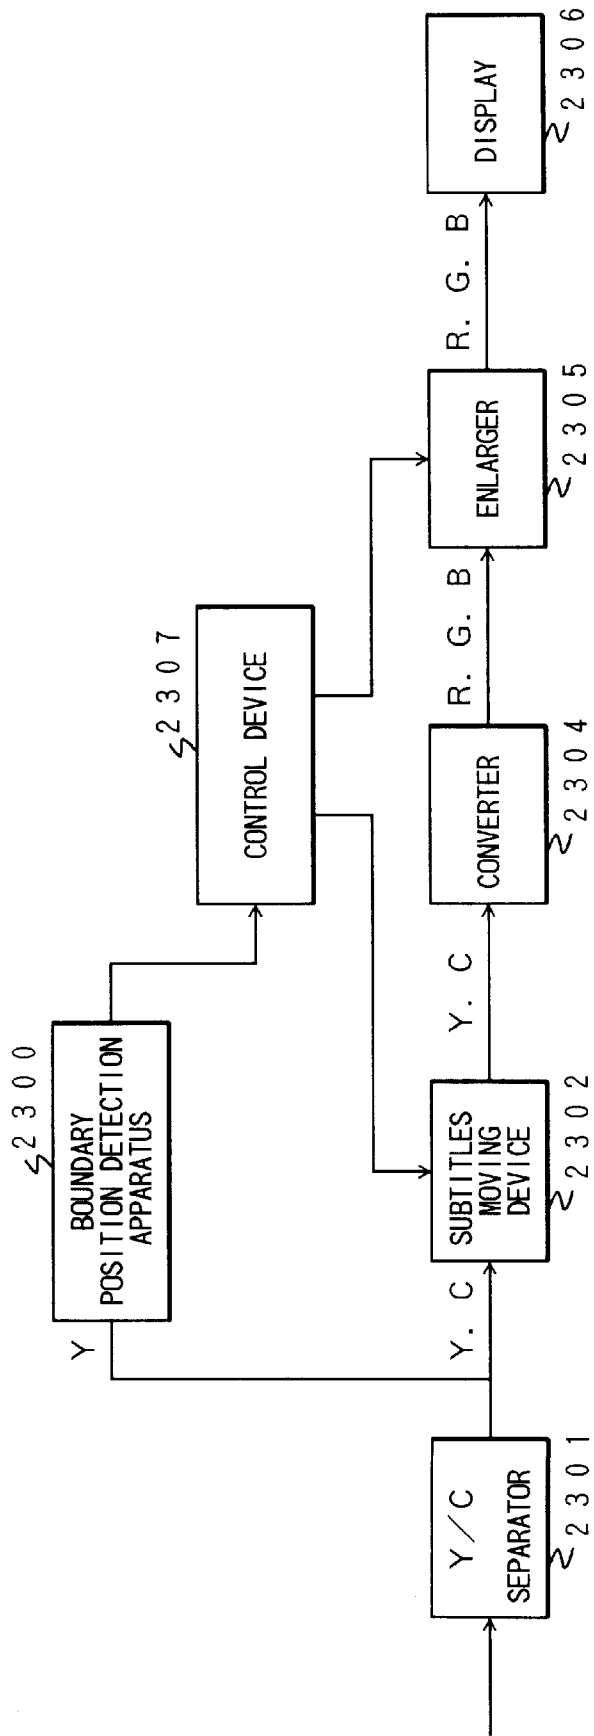 2300
BOUNDARY
POSITION DETECTION
APPARATUS
Y
2307
CONTROL DEVICE
Y/C
SEPARATOR
2301
Y. C
SUBTITLES
MOVING
DEVICE
2302
Y. C
CONVERTER
2304
R. G. B
ENLARGER
2305
R. G. B
DISPLAY
2306